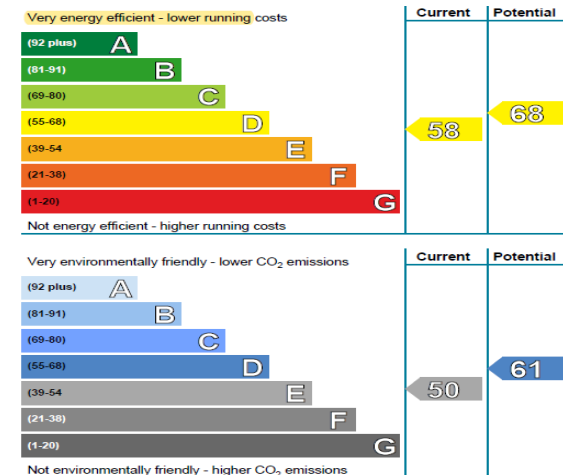 Current Potential
Very energy efficient - lower running costs
(92 plus) A
(81-91) B
(69-80) C
(55-68) D
58 68
(39-54 E
(21-38) F
(1-20) G
Not energy efficient - higher running costs
Current Potential
Very environmentally friendly - lower CO₂ emissions
(92 plus) A
(81-91) B
(69-80) C
(55-68) D
61
(39-54 E
50
(21-38) F
(1-20) G
Not environmentally friendly - higher CO₂ emissions